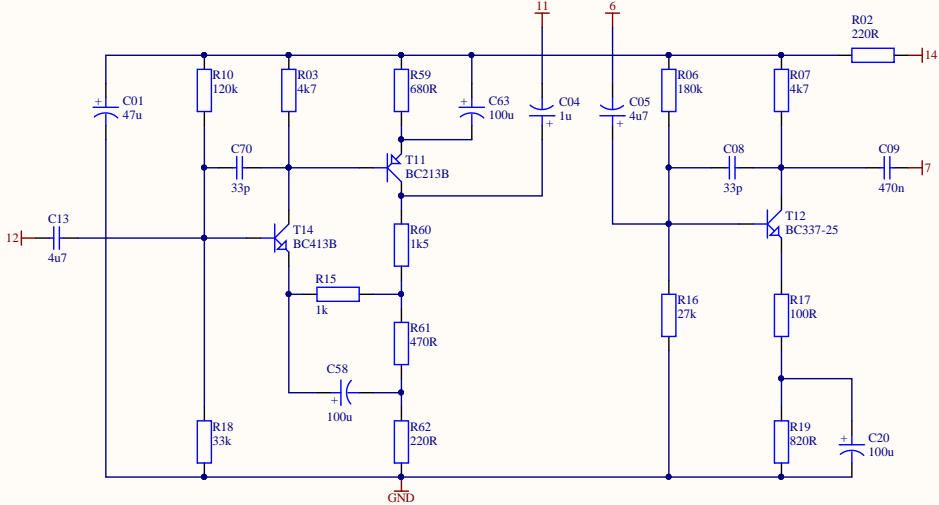 11
6
R02
220R
14
R10
120k
R03
4k7
R59
680R
R06
180k
R07
4k7
+
C01
47u
+
C63
100u
C04
1u
+
C05
4u7
+
C70
33p
T11
BC213B
C08
33p
C09
470n
7
C13
4u7
12
T14
BC413B
R60
1k5
T12
BC337-25
R15
1k
R16
27k
R17
100R
R61
470R
C58
+
100u
R18
33k
R62
220R
R19
820R
+
C20
100u
GND